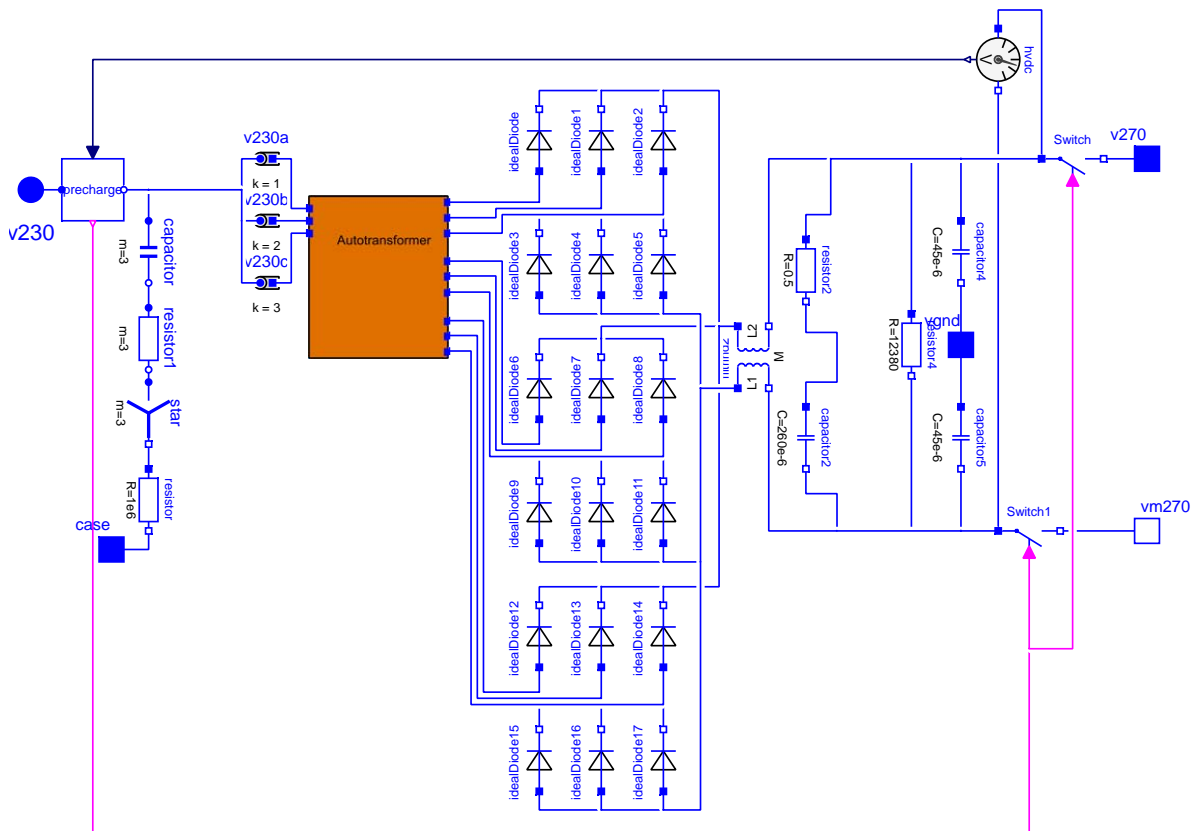 hvdc
V
v230a
k = 1
v230b
k = 2
v230c
k = 3
precharge
v230
Autotransformer
capacitor
m=3
resistor1
m=3
star
m=3
resistor
R=1e6
case
idealDiode
idealDiode1
idealDiode2
idealDiode3
idealDiode4
idealDiode5
idealDiode6
idealDiode7
idealDiode8
idealDiode9
idealDiode10
idealDiode11
idealDiode12
idealDiode13
idealDiode14
idealDiode15
idealDiode16
idealDiode17
L2
M
L1
resistor2
R=0.5
capacitor2
C=260e-6
resistor4
R=12380
capacitor4
C=45e-6
vgnd
capacitor5
C=45e-6
Switch
v270
Switch1
vm270